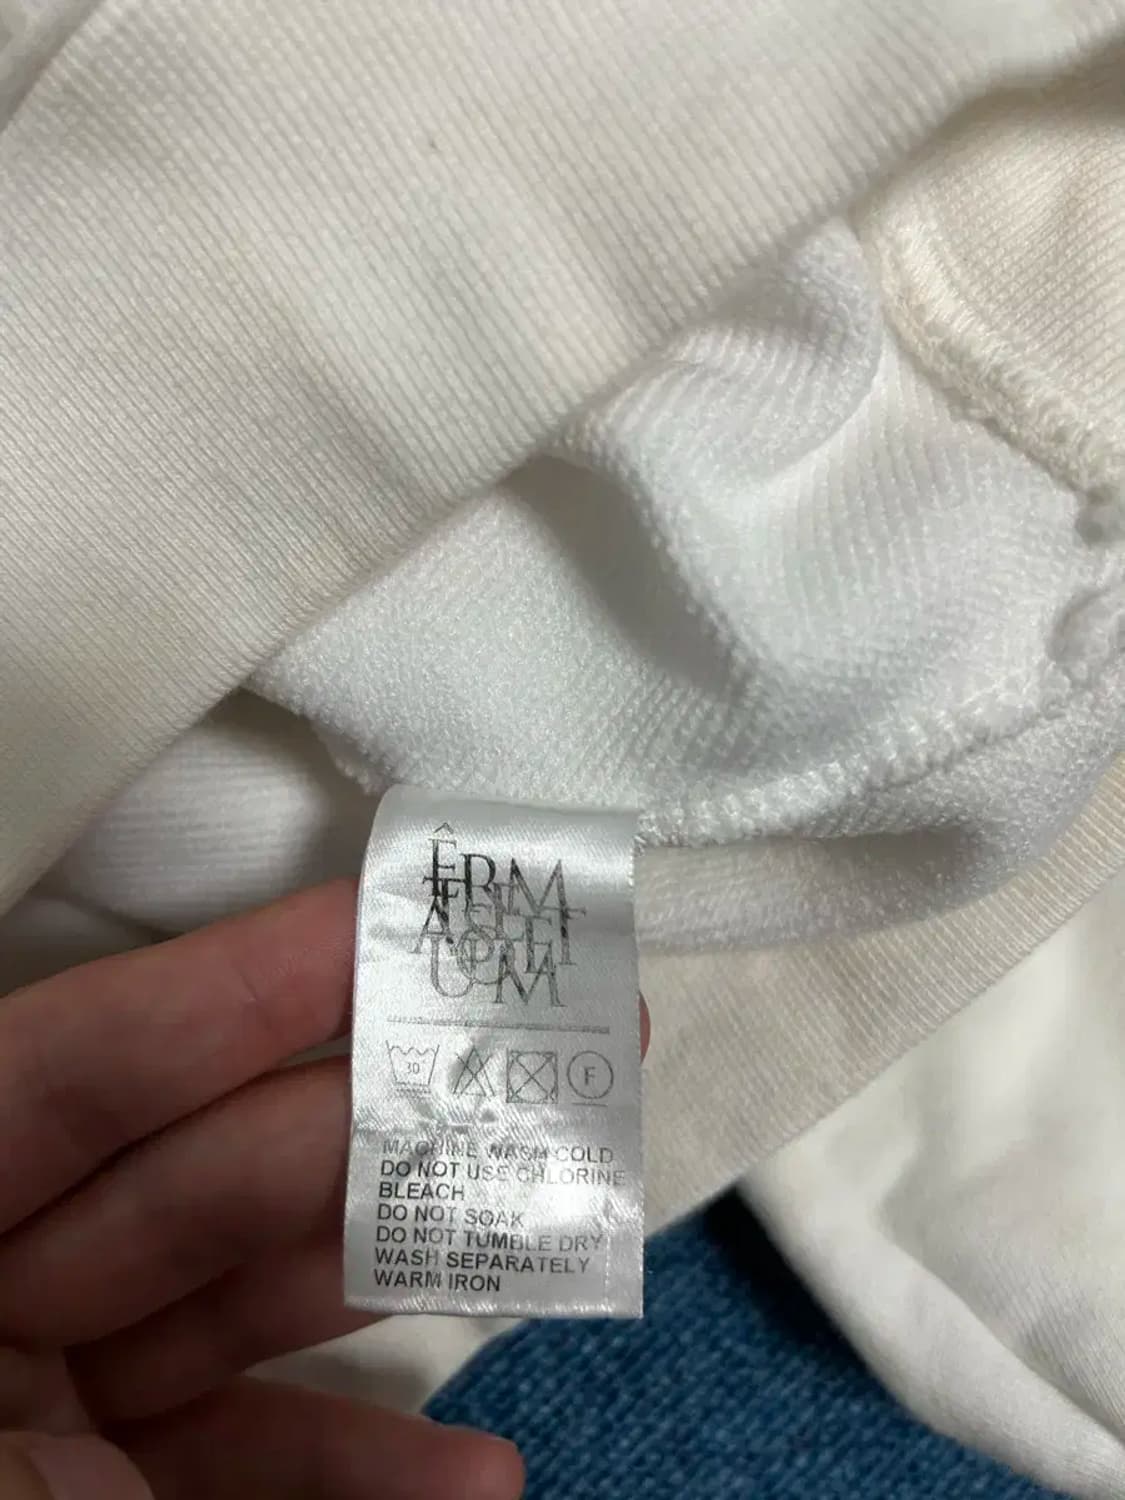 30
F
MACHINE WASH COLD
DO NOT USE CHLORINE
BLEACH
DO NOT SOAK
DO NOT TUMBLE DRY
WASH SEPARATELY
WARM IRON